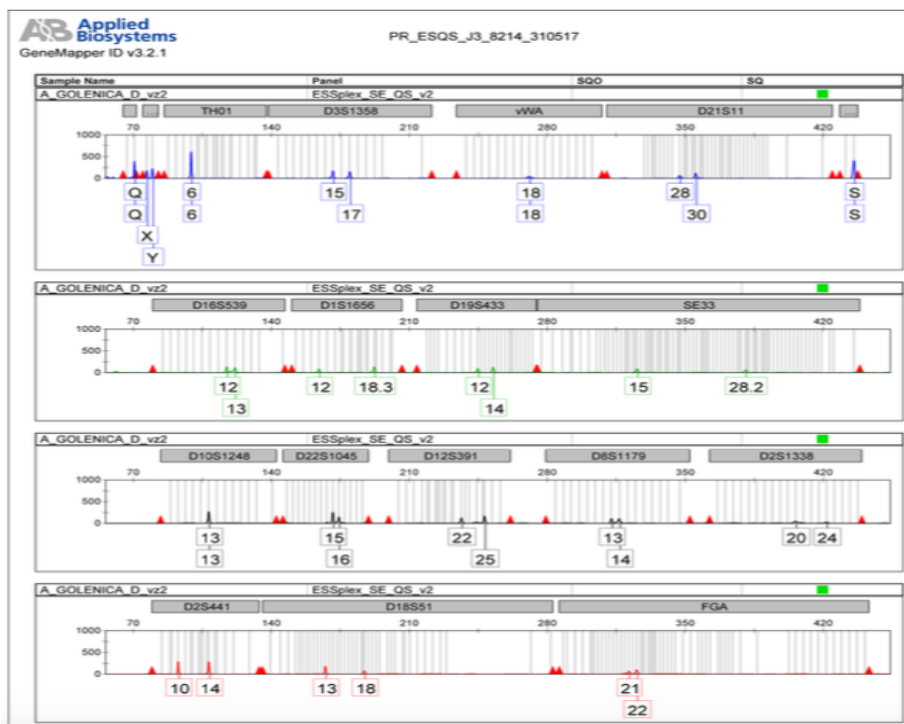 AB Applied Biosystems
PR_ESQS_J3_8214_310517
GeneMapper ID v3.2.1
Sample Name Panel SQO SQ
A_GOLENICA_D_vz2 ESSplex_SE_QS_v2
... TH01 D3S1358 vWA D21S11 ...
70 140 210 280 350 420
1000
500
0
Q 6 15 18 28 S
Q 6 17 18 30 S
X
Y
A_GOLENICA_D_vz2 ESSplex_SE_QS_v2
D16S539 D1S1656 D19S433 SE33
70 140 210 280 350 420
1000
500
0
12 12 18.3 12 15 28.2
13 14
A_GOLENICA_D_vz2 ESSplex_SE_QS_v2
D10S1248 D22S1045 D12S391 D8S1179 D2S1338
70 140 210 280 350 420
1000
500
0
13 15 22 13 20 24
13 16 25 14
A_GOLENICA_D_vz2 ESSplex_SE_QS_v2
D2S441 D18S51 FGA
70 140 210 280 350 420
1000
500
0
10 14 13 18 21
22